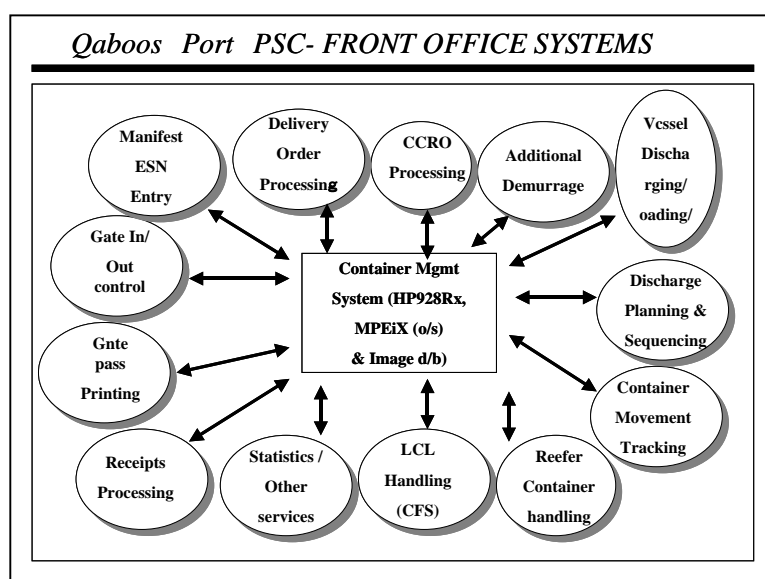 Qaboos Port PSC- FRONT OFFICE SYSTEMS
Manifest
ESN
Entry
Delivery
Order
Processing
CCRO
Processing
Additional
Demurrage
Vcssel
Discha
rging/
oading/
Gate In/
Out
control
Container Mgmt
System (HP928Rx,
MPEiX (o/s)
& Image d/b)
Discharge
Planning &
Sequencing
Gnte
pass
Printing
Container
Movement
Tracking
Receipts
Processing
Statistics /
Other
services
LCL
Handling
(CFS)
Reefer
Container
handling